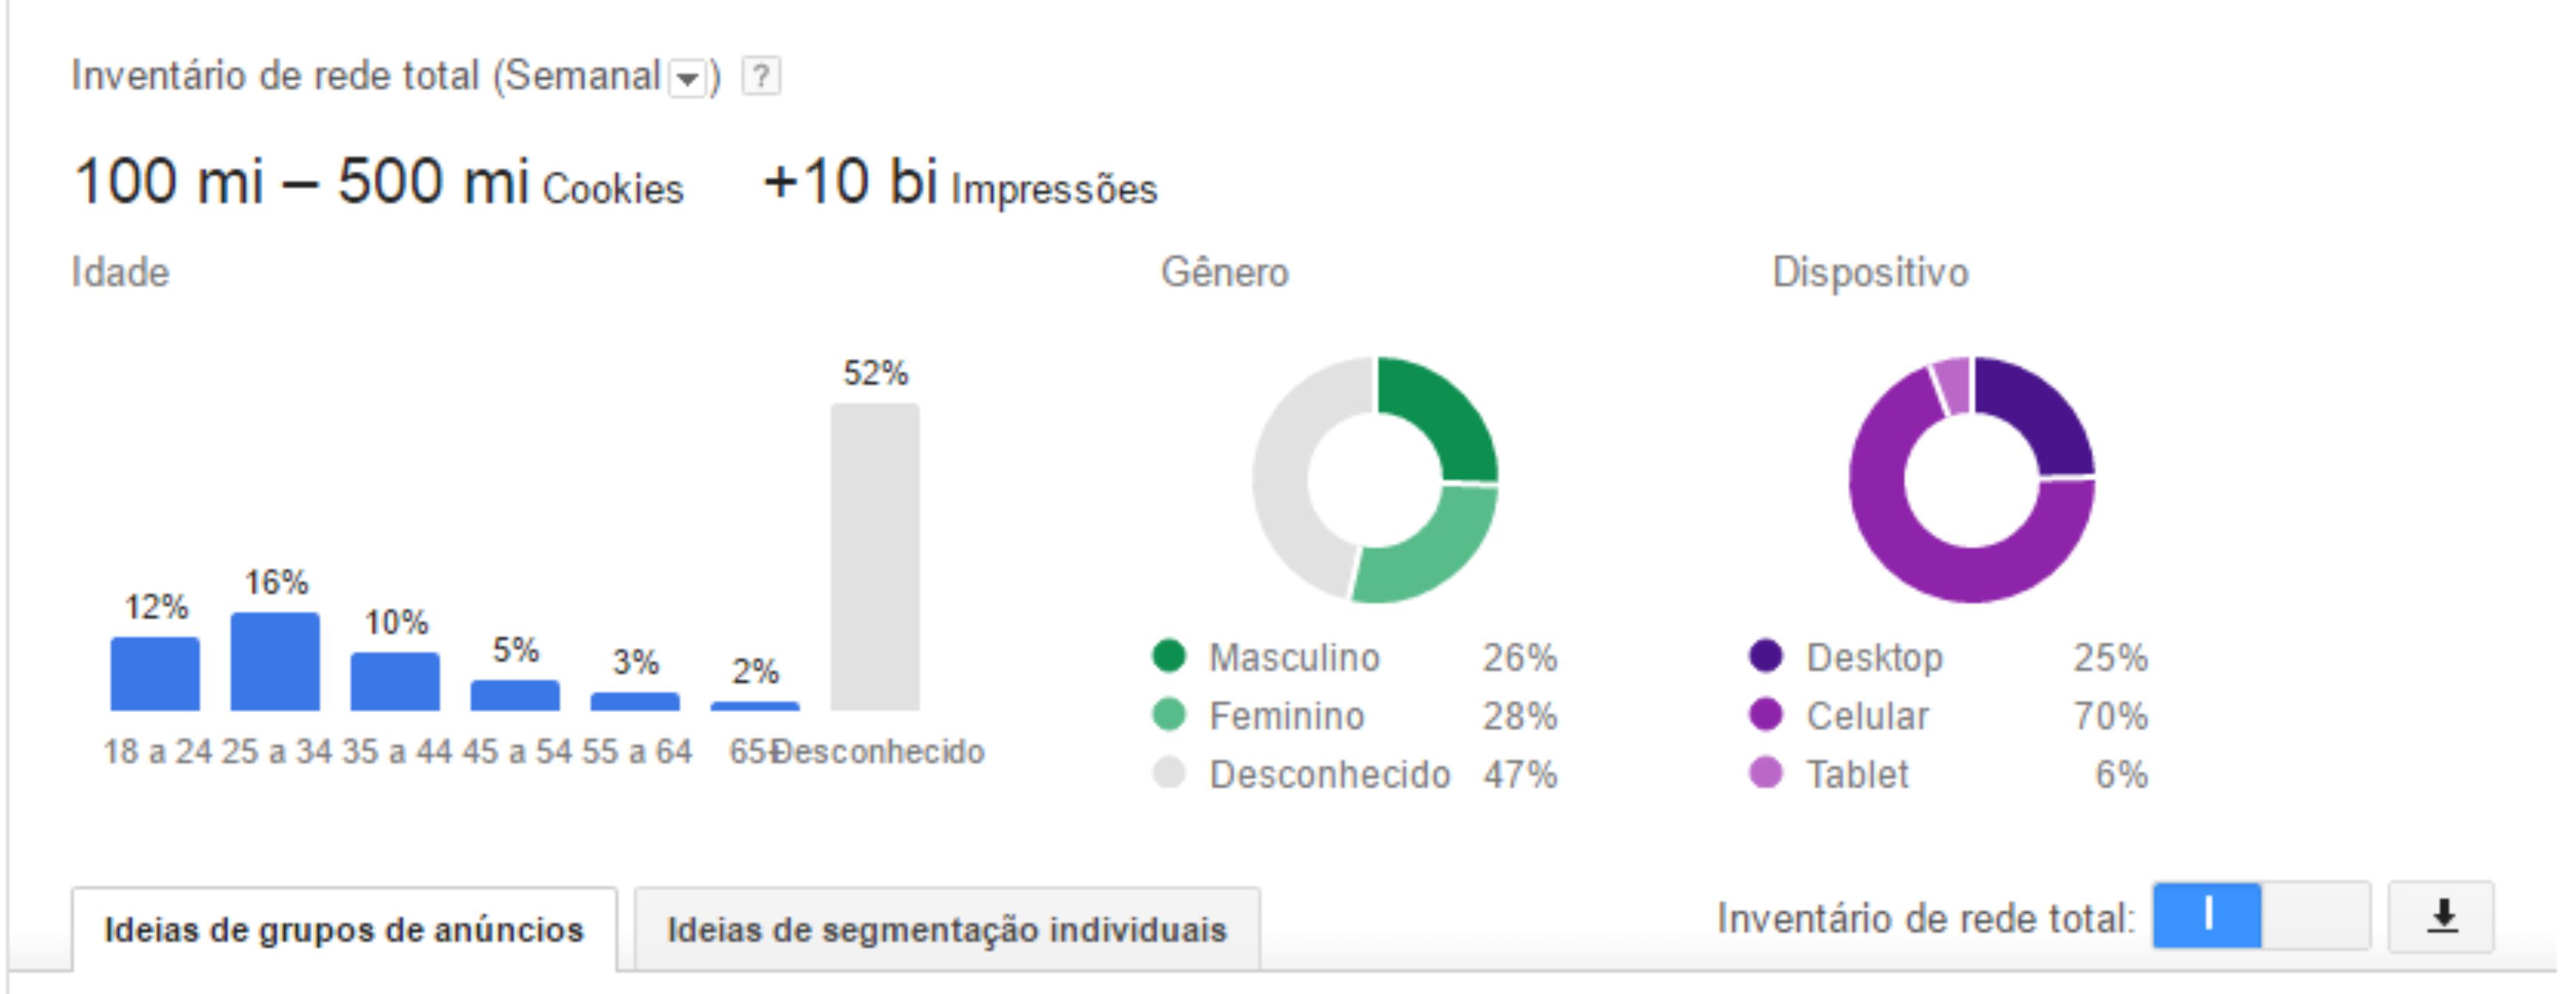 Inventário de rede total (Semanal ) ?
100 mi – 500 mi Cookies +10 bi Impressões
Idade
52%
16%
12%
10%
5%
3%
2%
18 a 24 25 a 34 35 a 44 45 a 54 55 a 64 65+ Desconhecido
Gênero
Masculino 26%
Feminino 28%
Desconhecido 47%
Dispositivo
Desktop 25%
Celular 70%
Tablet 6%
Ideias de grupos de anúncios
Ideias de segmentação individuais
Inventário de rede total: